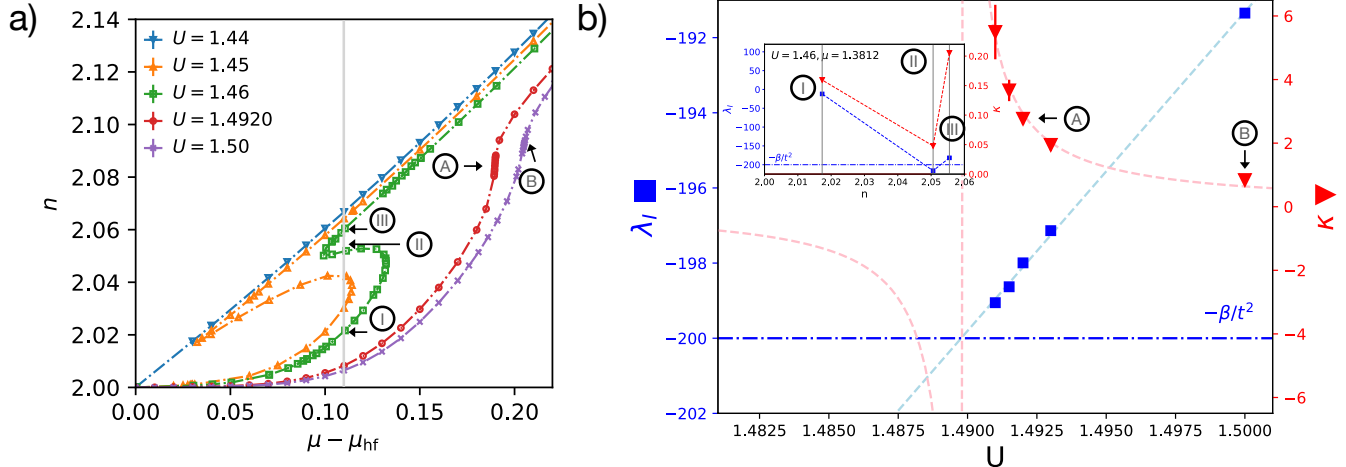 a)
2.14
2.12
2.10
2.08
2.06
2.04
2.02
2.00
n
0.00 0.05 0.10 0.15 0.20
μ − μhf
U = 1.44
U = 1.45
U = 1.46
U = 1.4920
U = 1.50
A
B
III
II
I
b)
−192
−194
−196
−198
−200
−202
λI
1.4825 1.4850 1.4875 1.4900 1.4925 1.4950 1.4975 1.5000
U
6
4
2
0
−2
−4
−6
κ
A
B
−β/t²
U = 1.46, μ = 1.3812
100
50
0
−50
−100
−150
−200
λI
−β/t²
2.00 2.01 2.02 2.03 2.04 2.05 2.06
n
0.20
0.15
0.10
0.05
0.00
κ
I
II
III